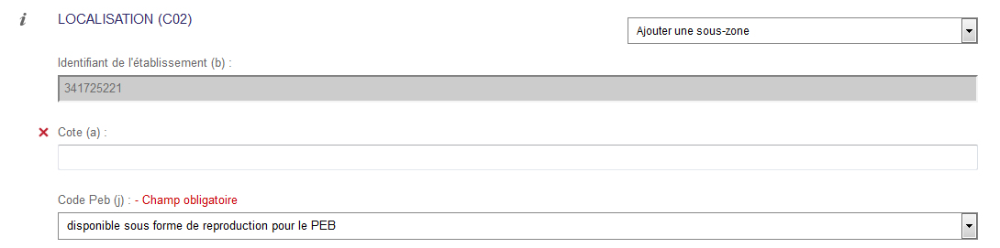 i LOCALISATION (C02)
Ajouter une sous-zone
Identifiant de l'établissement (b) :
341725221
Cote (a) :
Code Peb (j) : - Champ obligatoire
disponible sous forme de reproduction pour le PEB